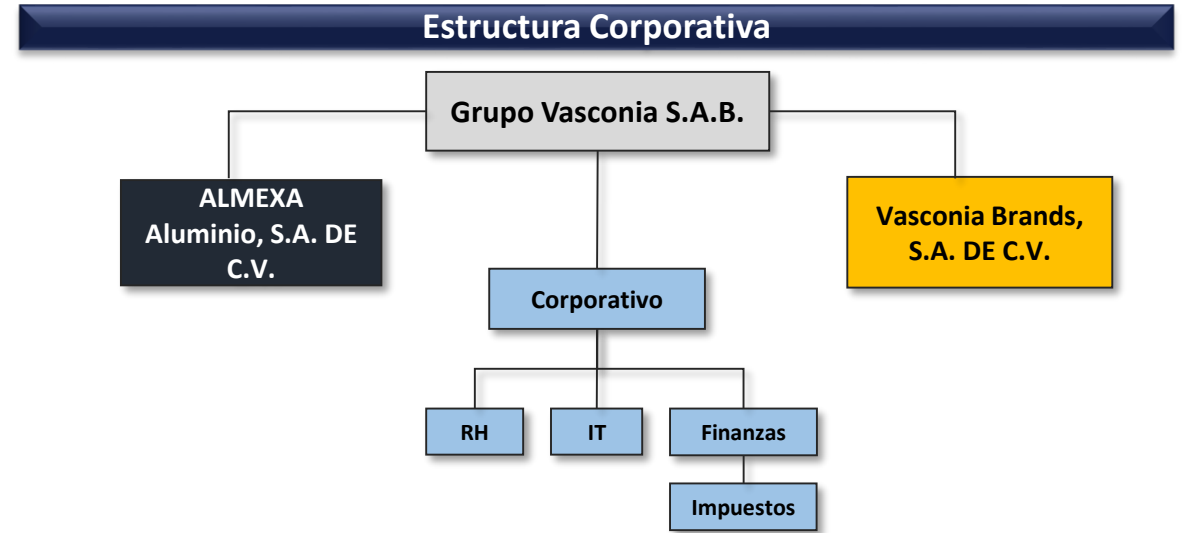 Estructura Corporativa
Grupo Vasconia S.A.B.
ALMEXA
Aluminio, S.A. DE
C.V.
Vasconia Brands,
S.A. DE C.V.
Corporativo
RH
IT
Finanzas
Impuestos